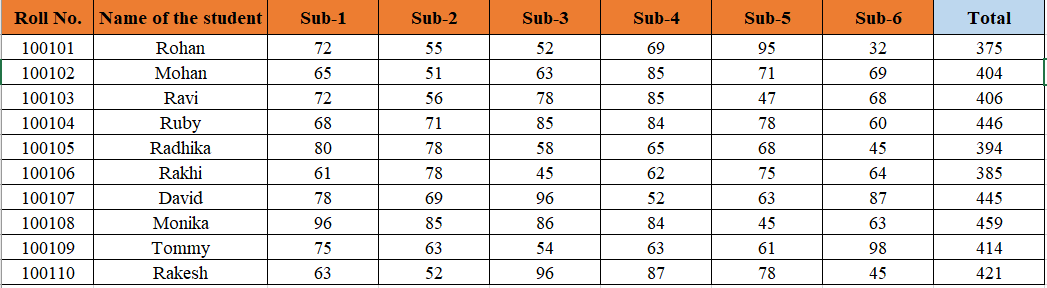 Roll No. Name of the student Sub-1 Sub-2 Sub-3 Sub-4 Sub-5 Sub-6 Total
100101 Rohan 72 55 52 69 95 32 375
100102 Mohan 65 51 63 85 71 69 404
100103 Ravi 72 56 78 85 47 68 406
100104 Ruby 68 71 85 84 78 60 446
100105 Radhika 80 78 58 65 68 45 394
100106 Rakhi 61 78 45 62 75 64 385
100107 David 78 69 96 52 63 87 445
100108 Monika 96 85 86 84 45 63 459
100109 Tommy 75 63 54 63 61 98 414
100110 Rakesh 63 52 96 87 78 45 421